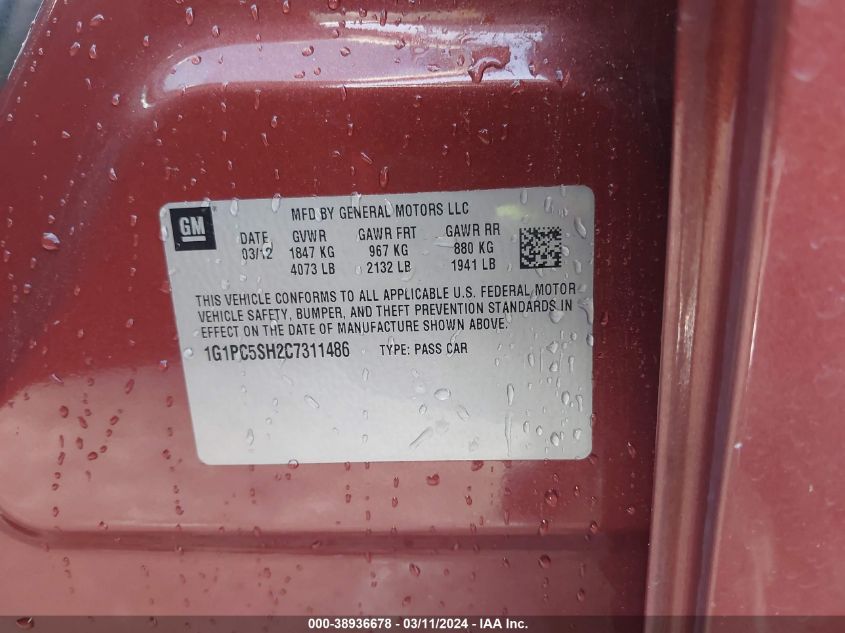 GM
MFD BY GENERAL MOTORS LLC
DATE GVWR GAWR FRT GAWR RR
03/12 1847 KG 967 KG 880 KG
4073 LB 2132 LB 1941 LB
THIS VEHICLE CONFORMS TO ALL APPLICABLE U.S. FEDERAL MOTOR
VEHICLE SAFETY, BUMPER, AND THEFT PREVENTION STANDARDS IN
EFFECT ON THE DATE OF MANUFACTURE SHOWN ABOVE.
1G1PC5SH2C7311486 TYPE: PASS CAR
000-38936678 - 03/11/2024 - IAA Inc.